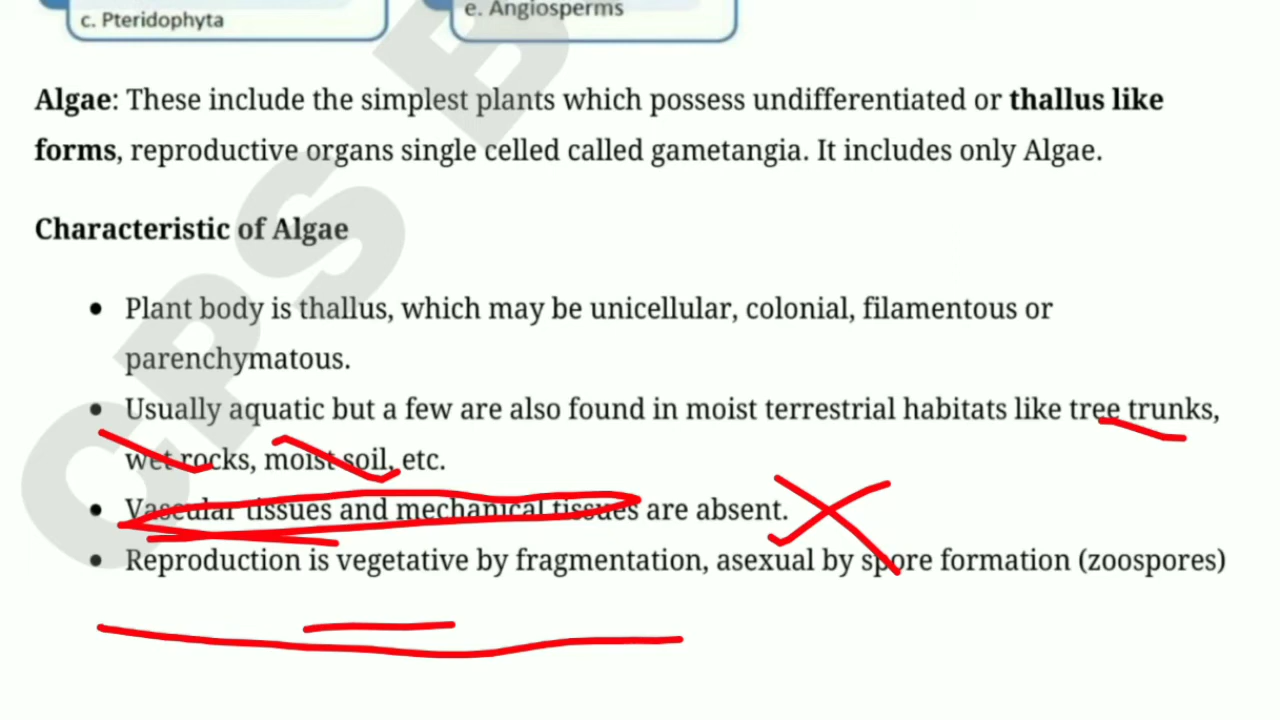 c. Pteridophyta
e. Angiosperms
Algae: These include the simplest plants which possess undifferentiated or thallus like
forms, reproductive organs single celled called gametangia. It includes only Algae.
Characteristic of Algae
• Plant body is thallus, which may be unicellular, colonial, filamentous or
parenchymatous.
• Usually aquatic but a few are also found in moist terrestrial habitats like tree trunks,
wet rocks, moist soil, etc.
• Vascular tissues and mechanical tissues are absent.
• Reproduction is vegetative by fragmentation, asexual by spore formation (zoospores)
CPS B